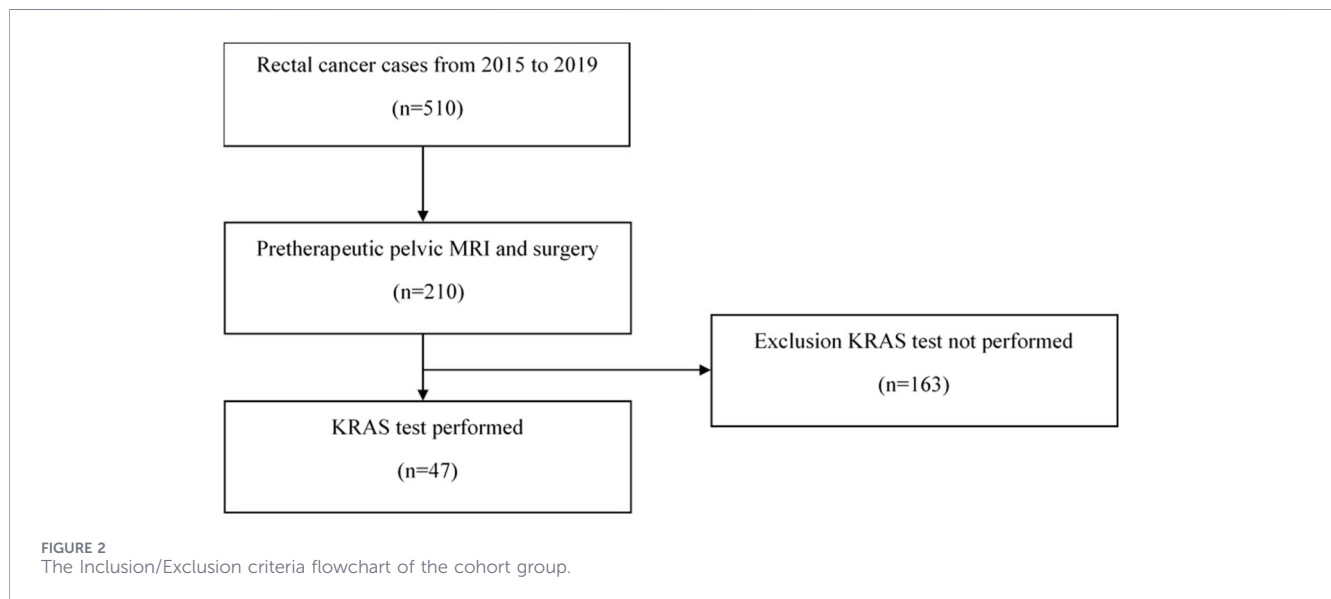 Rectal cancer cases from 2015 to 2019
(n=510)
Pretherapeutic pelvic MRI and surgery
(n=210)
Exclusion KRAS test not performed
(n=163)
KRAS test performed
(n=47)
FIGURE 2
The Inclusion/Exclusion criteria flowchart of the cohort group.